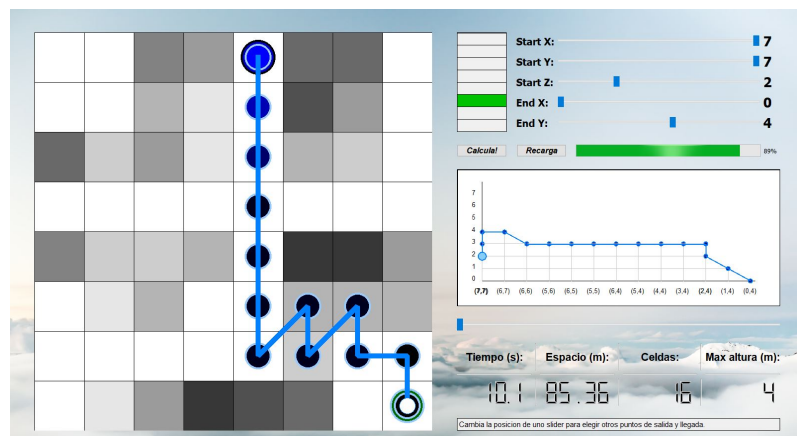 Start X: 7
Start Y: 7
Start Z: 2
End X: 0
End Y: 4
Calcula! Recarga 89%
7
6
5
4
3
2
1
0
(7,7) (6,7) (6,6) (5,6) (6,5) (5,5) (6,4) (5,4) (4,4) (3,4) (2,4) (1,4) (0,4)
Tiempo (s): Espacio (m): Celdas: Max altura (m):
10.1 85.36 16 4
Cambia la posicion de uno slider para elegir otros puntos de salida y llegada.